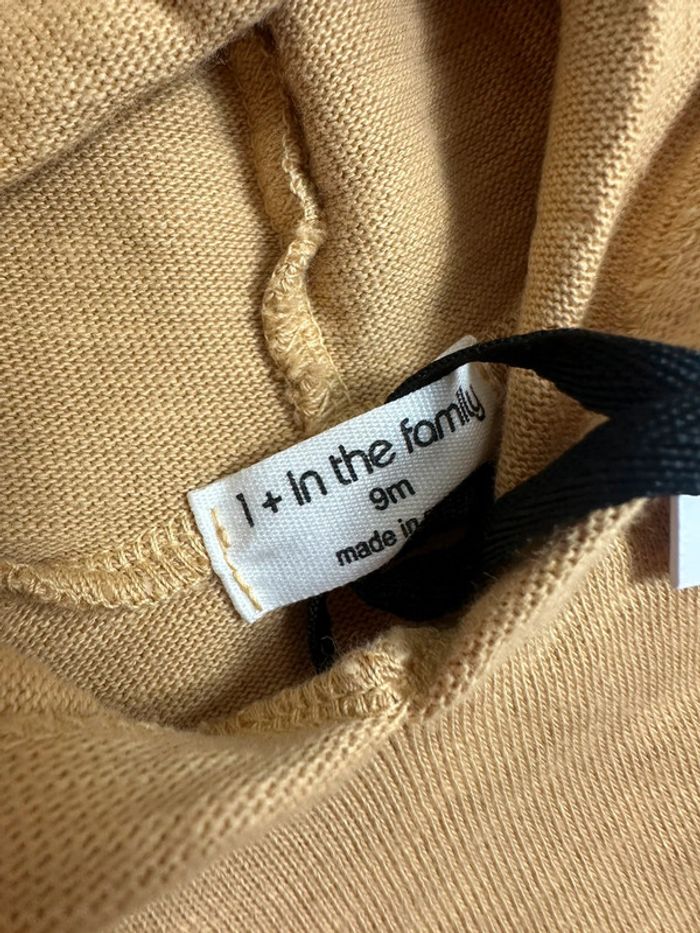 1 + in the family
9m
made in